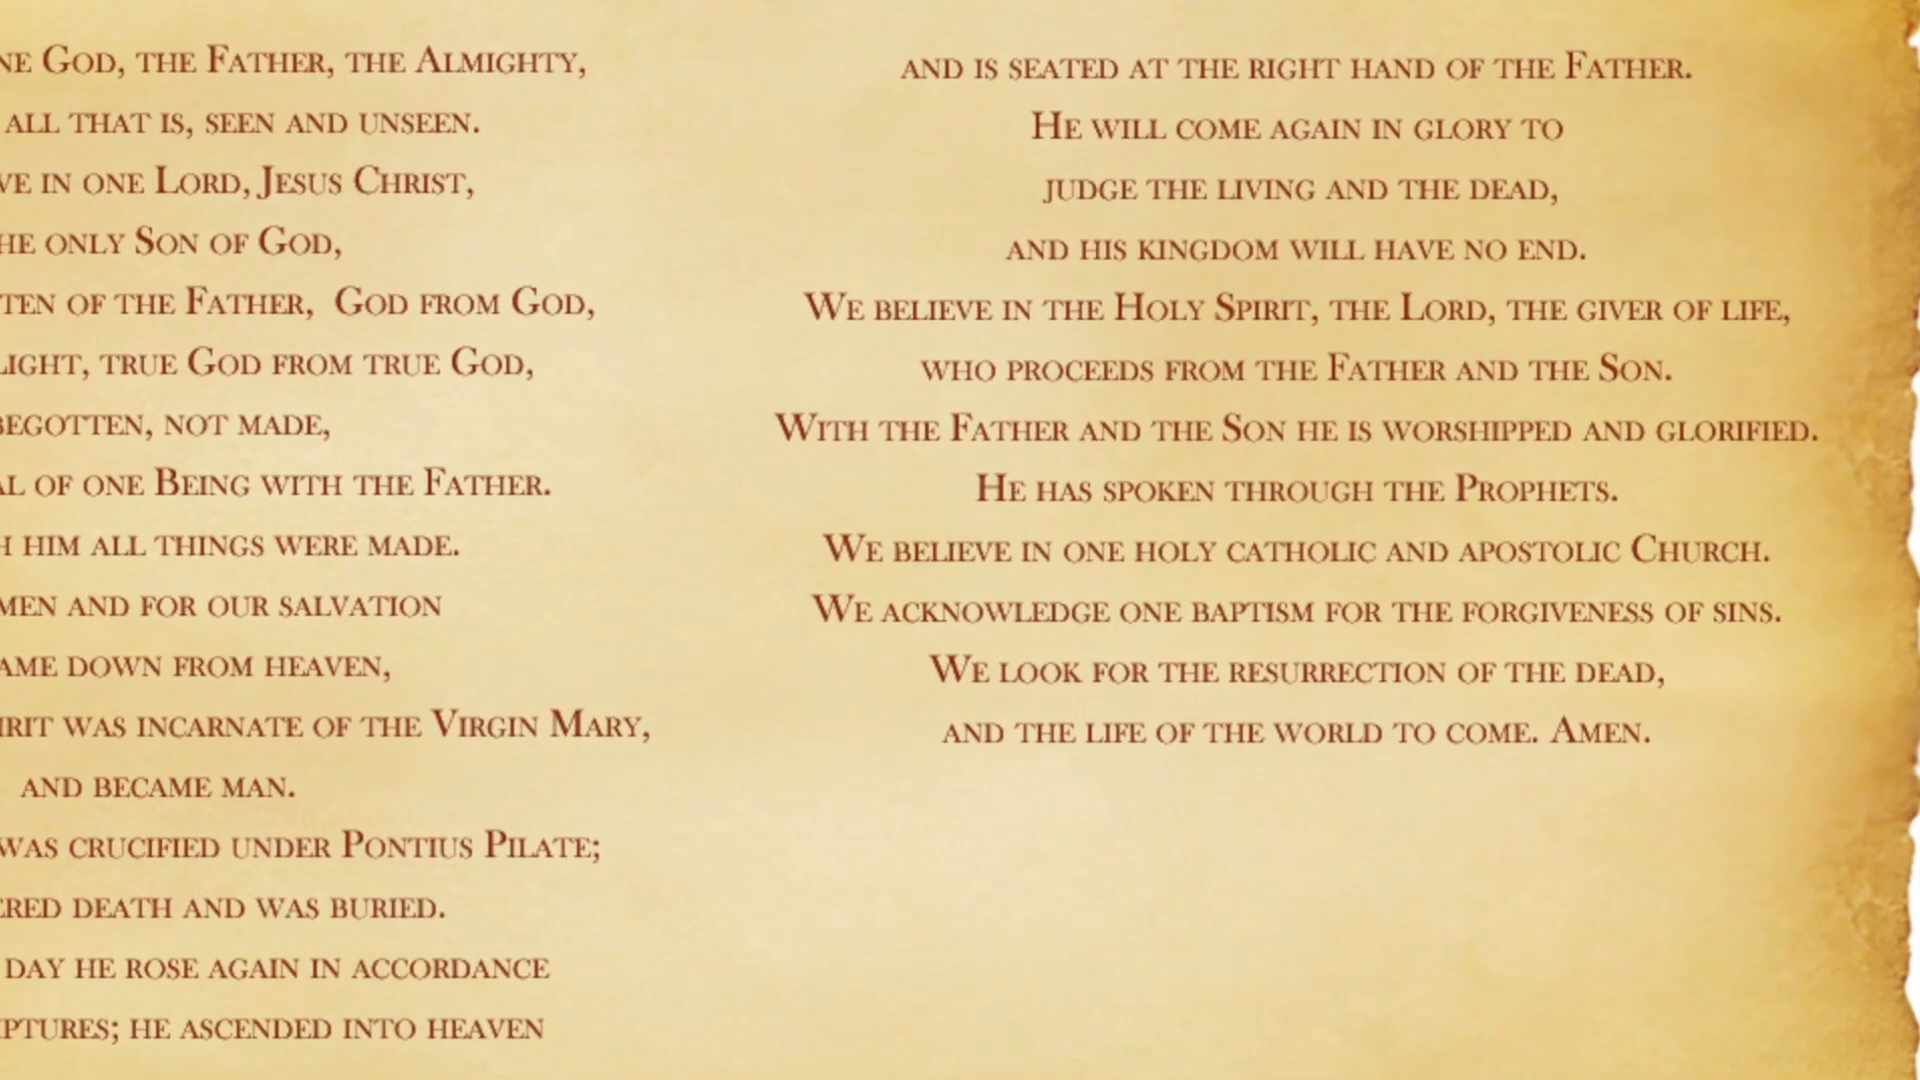 NE GOD, THE FATHER, THE ALMIGHTY,
ALL THAT IS, SEEN AND UNSEEN.
VE IN ONE LORD, JESUS CHRIST,
HE ONLY SON OF GOD,
TEN OF THE FATHER, GOD FROM GOD,
LIGHT, TRUE GOD FROM TRUE GOD,
BEGOTTEN, NOT MADE,
AL OF ONE BEING WITH THE FATHER.
H HIM ALL THINGS WERE MADE.
MEN AND FOR OUR SALVATION
AME DOWN FROM HEAVEN,
IRIT WAS INCARNATE OF THE VIRGIN MARY,
AND BECAME MAN.
WAS CRUCIFIED UNDER PONTIUS PILATE;
ERED DEATH AND WAS BURIED.
DAY HE ROSE AGAIN IN ACCORDANCE
IPTURES; HE ASCENDED INTO HEAVEN
AND IS SEATED AT THE RIGHT HAND OF THE FATHER.
HE WILL COME AGAIN IN GLORY TO
JUDGE THE LIVING AND THE DEAD,
AND HIS KINGDOM WILL HAVE NO END.
WE BELIEVE IN THE HOLY SPIRIT, THE LORD, THE GIVER OF LIFE,
WHO PROCEEDS FROM THE FATHER AND THE SON.
WITH THE FATHER AND THE SON HE IS WORSHIPPED AND GLORIFIED.
HE HAS SPOKEN THROUGH THE PROPHETS.
WE BELIEVE IN ONE HOLY CATHOLIC AND APOSTOLIC CHURCH.
WE ACKNOWLEDGE ONE BAPTISM FOR THE FORGIVENESS OF SINS.
WE LOOK FOR THE RESURRECTION OF THE DEAD,
AND THE LIFE OF THE WORLD TO COME. AMEN.